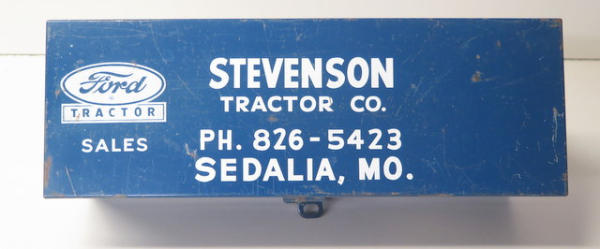 Ford
TRACTOR
SALES
STEVENSON
TRACTOR CO.
PH. 826-5423
SEDALIA, MO.